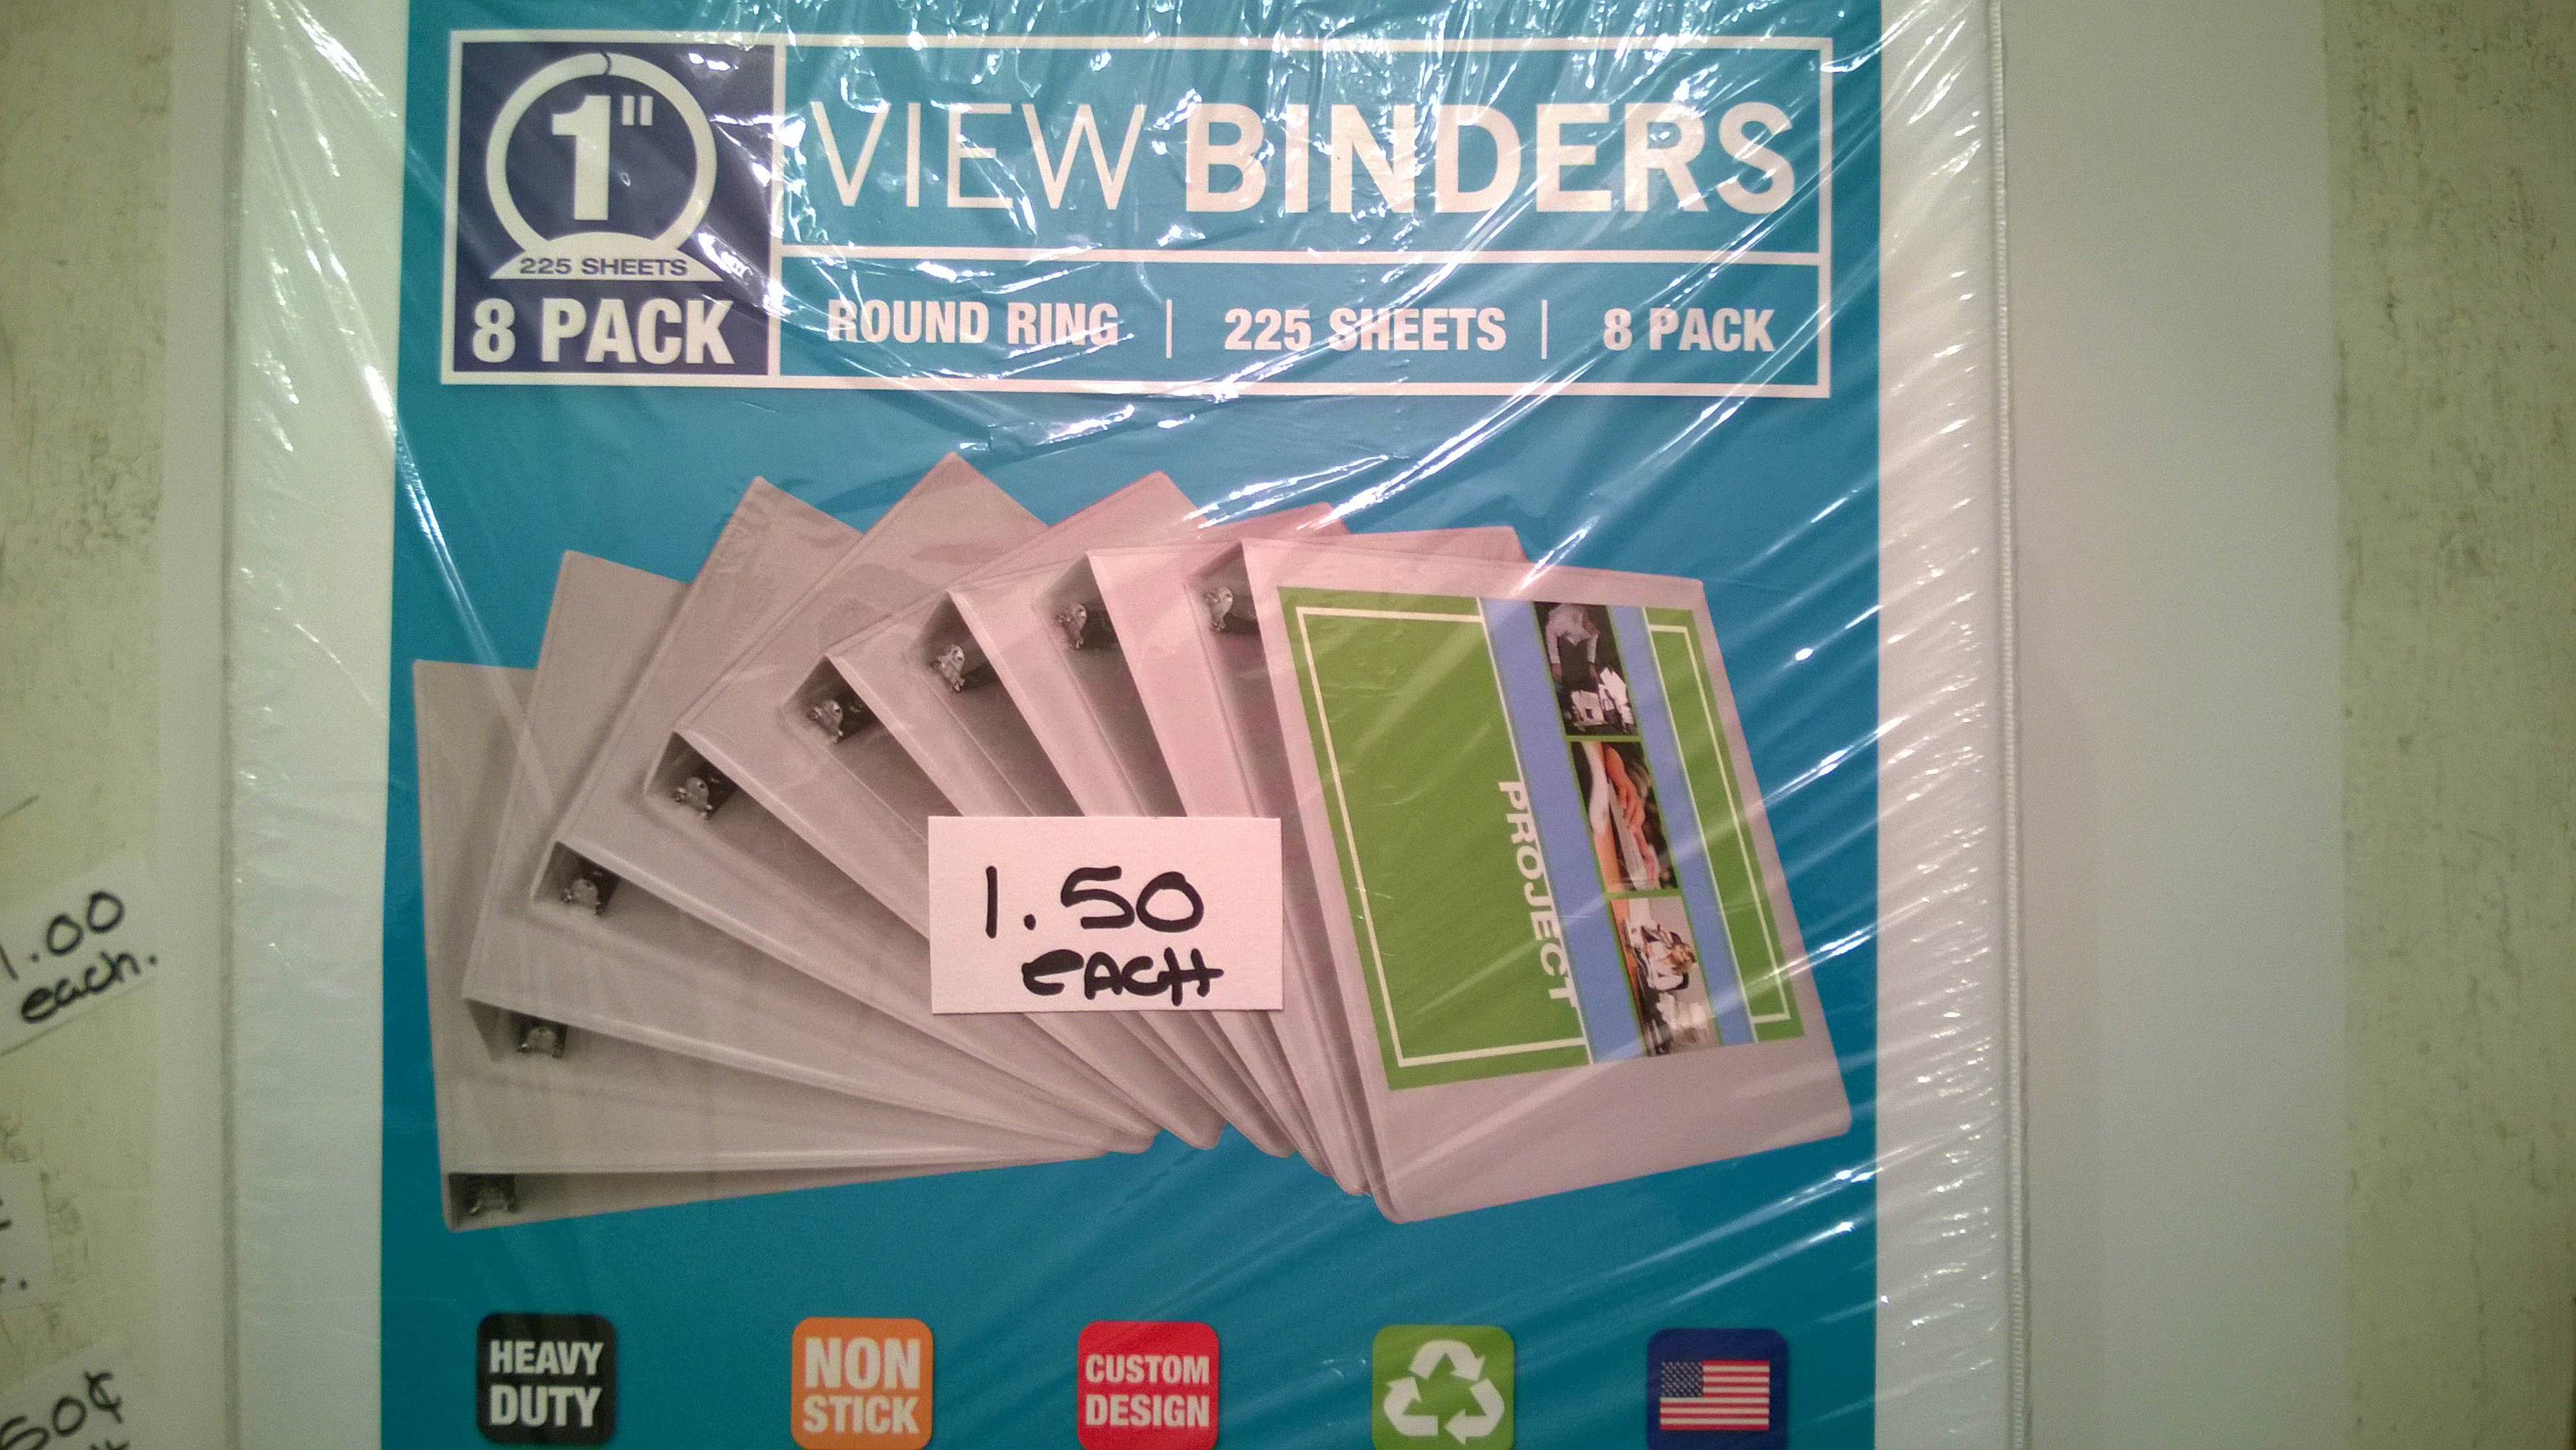 1"
225 SHEETS
8 PACK
VIEW BINDERS
ROUND RING | 225 SHEETS | 8 PACK
PROJECT
1.50
EACH
1.00
each.
50¢
HEAVY
DUTY
NON
STICK
CUSTOM
DESIGN